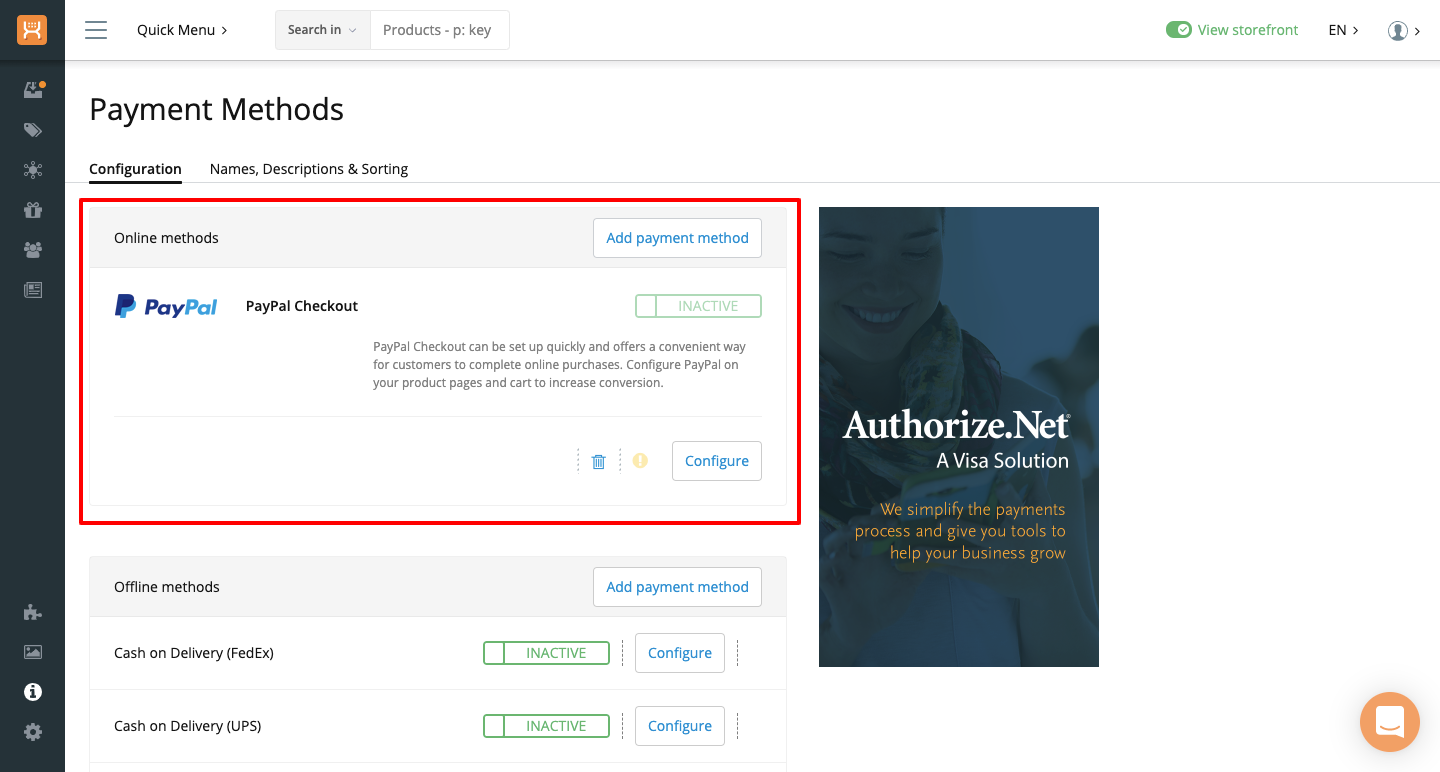 Quick Menu
Search in
Products - p: key
View storefront
EN
Payment Methods
Configuration
Names, Descriptions & Sorting
Online methods
Add payment method
PayPal
PayPal Checkout
INACTIVE
PayPal Checkout can be set up quickly and offers a convenient way
for customers to complete online purchases. Configure PayPal on
your product pages and cart to increase conversion.
Configure
Offline methods
Add payment method
Cash on Delivery (FedEx)
INACTIVE
Configure
Cash on Delivery (UPS)
INACTIVE
Configure
Authorize.Net®
A Visa Solution
We simplify the payments
process and give you tools to
help your business grow